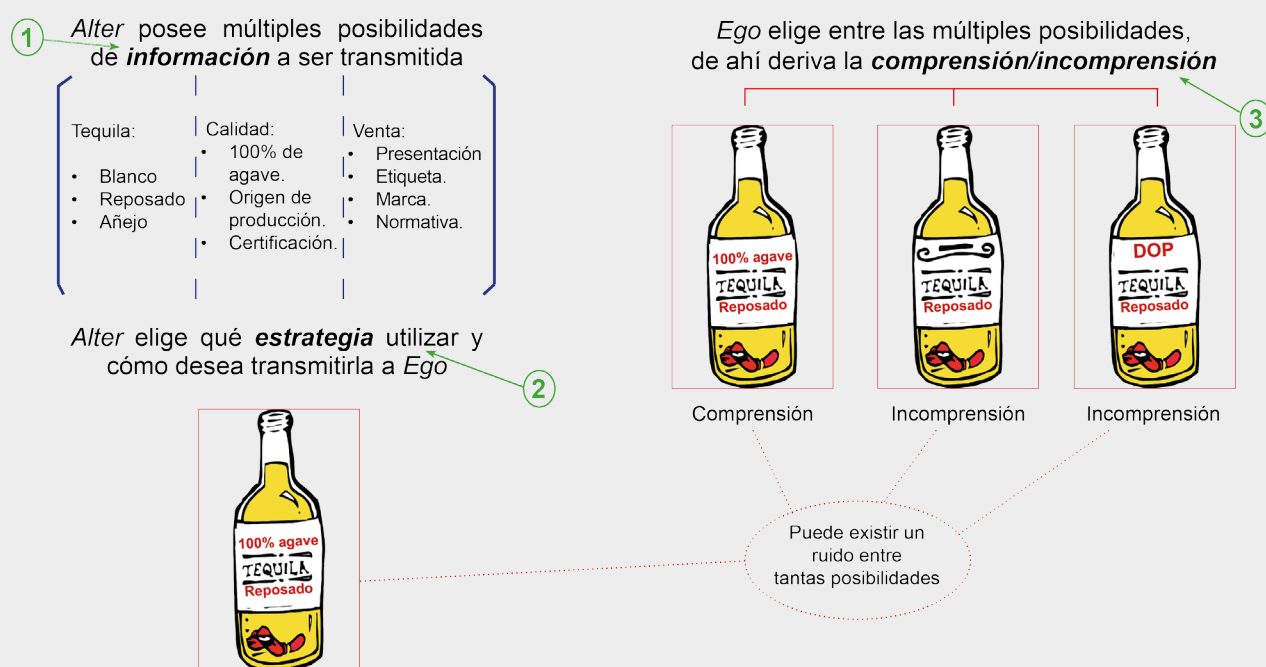 1
Alter posee múltiples posibilidades
de información a ser transmitida
Tequila:
• Blanco
• Reposado
• Añejo
Calidad:
• 100% de
agave.
• Origen de
producción.
• Certificación.
Venta:
• Presentación
• Etiqueta.
• Marca.
• Normativa.
Alter elige qué estrategia utilizar y
cómo desea transmitirla a Ego
2
100% agave
TEQUILA
Reposado
Ego elige entre las múltiples posibilidades,
de ahí deriva la comprensión/incomprensión
3
100% agave
TEQUILA
Reposado
TEQUILA
Reposado
DOP
TEQUILA
Reposado
Comprensión
Incomprensión
Incomprensión
Puede existir un
ruido entre
tantas posibilidades